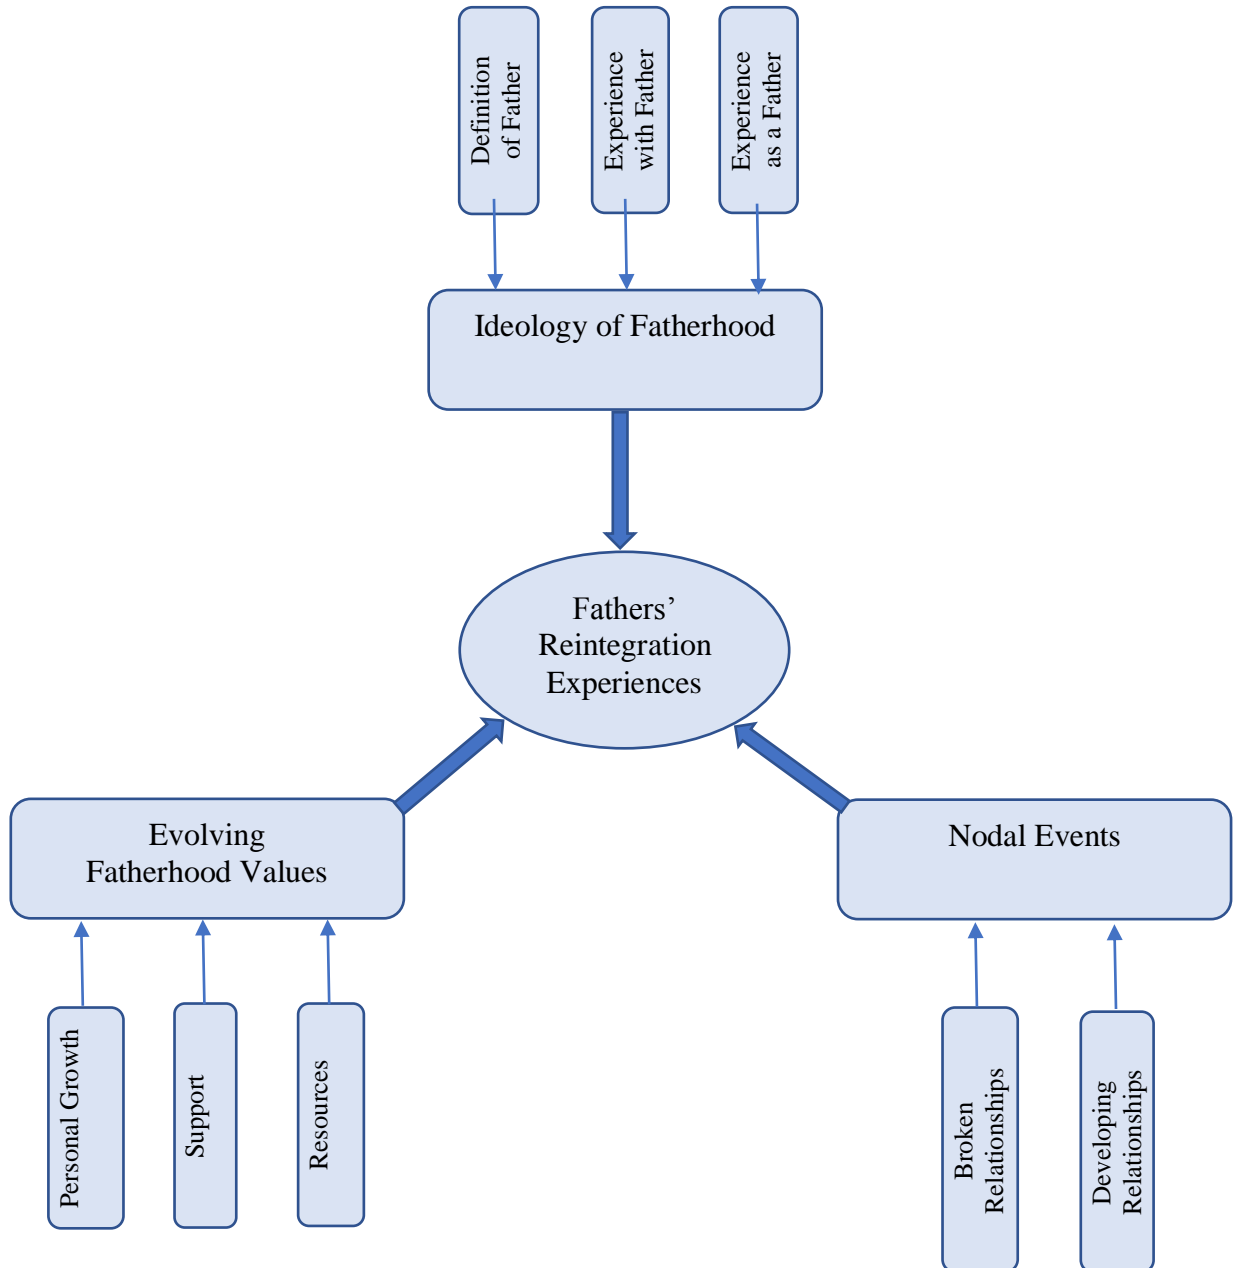 Definition
of Father
Experience
with Father
Experience
as a Father
Ideology of Fatherhood
Fathers’
Reintegration
Experiences
Evolving
Fatherhood Values
Nodal Events
Personal Growth
Support
Resources
Broken
Relationships
Developing
Relationships